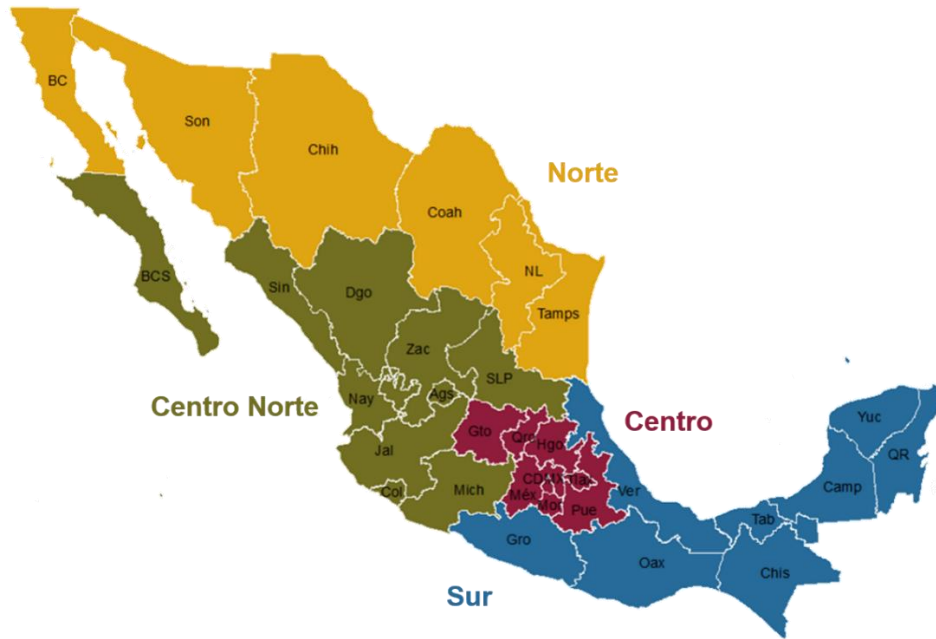 BC
Son
Chih
Norte
Coah
BCS
NL
Sin
Dgo
Tamps
Zac
SLP
Ags
Nay
Centro Norte
Centro
Yuc
Gto
Qro
Hgo
QR
Jal
CDMX
Tlax
Camp
Col
Mich
Méx
Mor
Ver
Pue
Tab
Gro
Oax
Chis
Sur